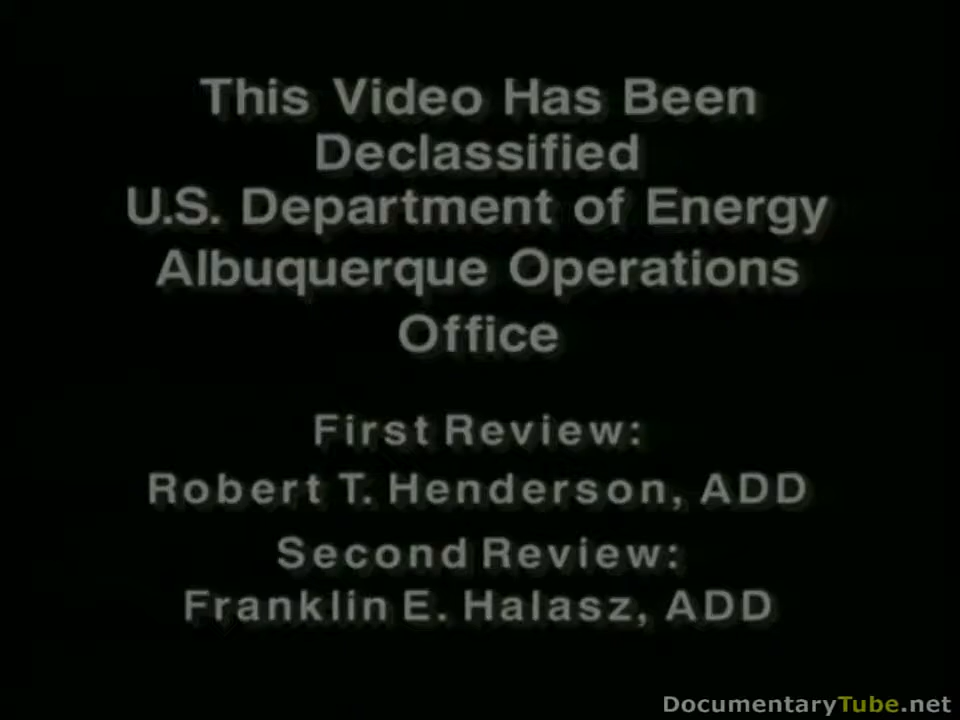 This Video Has Been
Declassified
U.S. Department of Energy
Albuquerque Operations
Office
First Review:
Robert T. Henderson, ADD
Second Review:
Franklin E. Halasz, ADD
DocumentaryTube.net